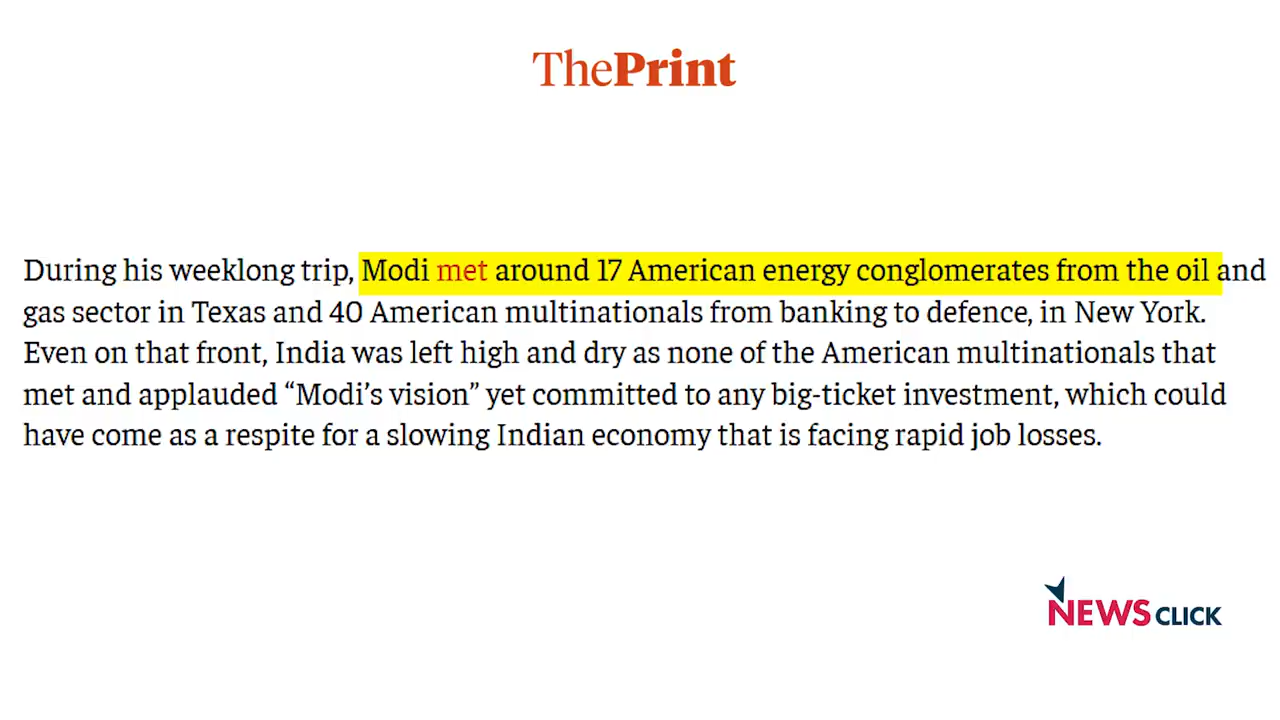 ThePrint
During his weeklong trip, Modi met around 17 American energy conglomerates from the oil and
gas sector in Texas and 40 American multinationals from banking to defence, in New York.
Even on that front, India was left high and dry as none of the American multinationals that
met and applauded “Modi’s vision” yet committed to any big-ticket investment, which could
have come as a respite for a slowing Indian economy that is facing rapid job losses.
NEWSCLICK